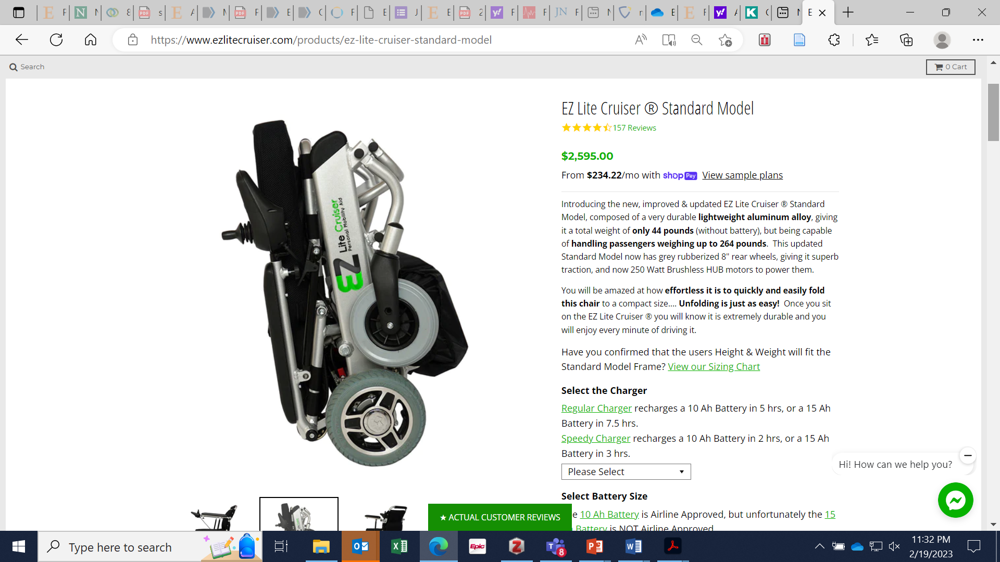 https://www.ezlitecruiser.com/products/ez-lite-cruiser-standard-model
Search
0 Cart
EZ Lite Cruiser ® Standard Model
157 Reviews
$2,595.00
From $234.22/mo with shop Pay View sample plans
Introducing the new, improved & updated EZ Lite Cruiser ® Standard
Model, composed of a very durable lightweight aluminum alloy, giving
it a total weight of only 44 pounds (without battery), but being capable
of handling passengers weighing up to 264 pounds. This updated
Standard Model now has grey rubberized 8" rear wheels, giving it superb
traction, and now 250 Watt Brushless HUB motors to power them.
You will be amazed at how effortless it is to quickly and easily fold
this chair to a compact size.... Unfolding is just as easy! Once you sit
on the EZ Lite Cruiser ® you will know it is extremely durable and you
will enjoy every minute of driving it.
Have you confirmed that the users Height & Weight will fit the
Standard Model Frame? View our Sizing Chart
Select the Charger
Regular Charger recharges a 10 Ah Battery in 5 hrs, or a 15 Ah
Battery in 7.5 hrs.
Speedy Charger recharges a 10 Ah Battery in 2 hrs, or a 15 Ah
Battery in 3 hrs.
Please Select
Select Battery Size
10 Ah Battery is Airline Approved, but unfortunately the 15
Battery is NOT Airline Approved
EZ Lite Cruiser
Personal Mobility Aid
★ ACTUAL CUSTOMER REVIEWS
Hi! How can we help you?
Type here to search
Epic
8
11:32 PM
2/19/2023